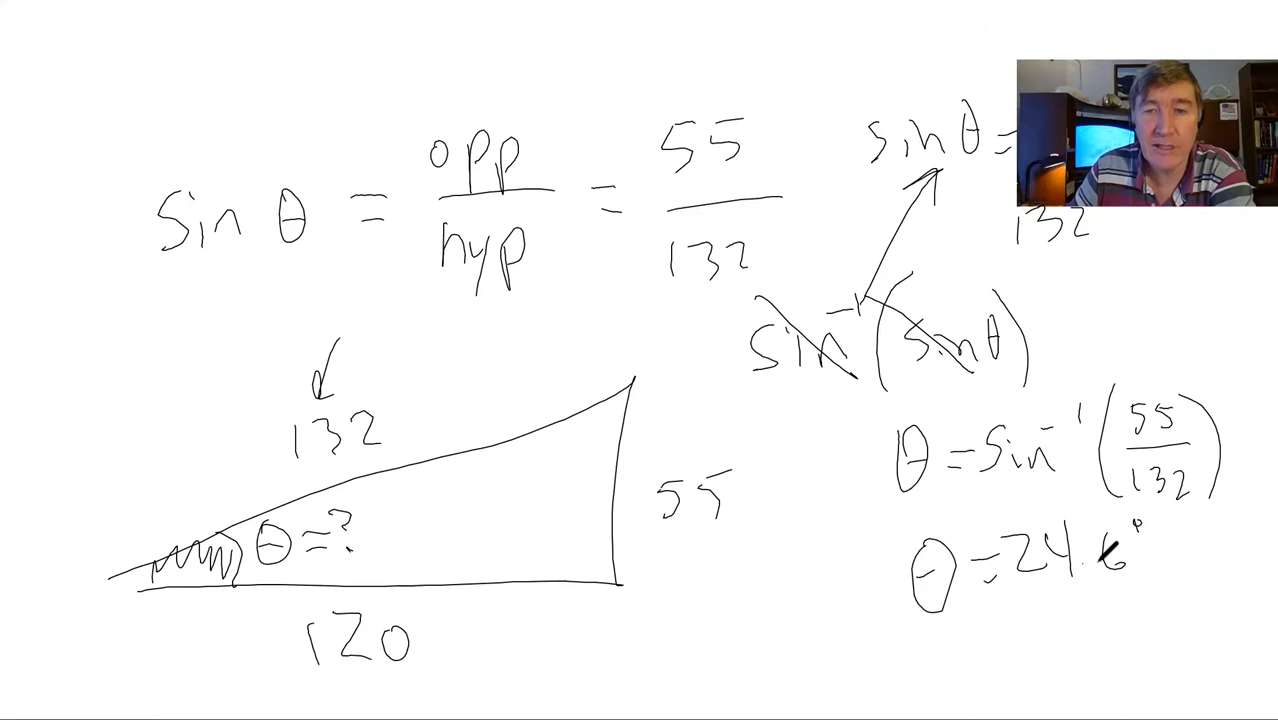 sin θ = opp/hyp = 55/132
sin θ =
132
sin⁻¹(sin θ)
132
θ = ?
55
120
θ = sin⁻¹(55/132)
θ = 24.6°